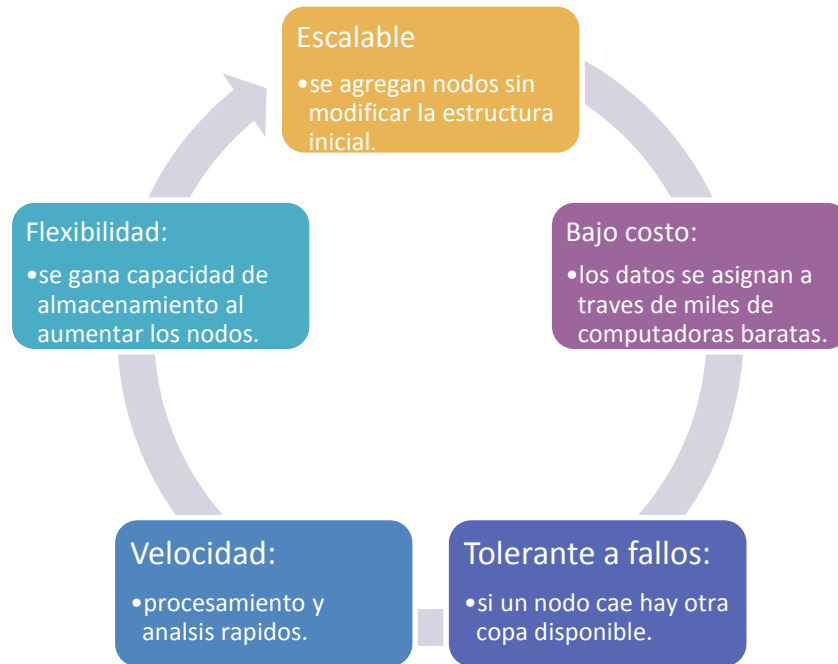 Escalable
•se agregan nodos sin
modificar la estructura
inicial.
Bajo costo:
•los datos se asignan a
traves de miles de
computadoras baratas.
Tolerante a fallos:
•si un nodo cae hay otra
copa disponible.
Velocidad:
•procesamiento y
analsis rapidos.
Flexibilidad:
•se gana capacidad de
almacenamiento al
aumentar los nodos.